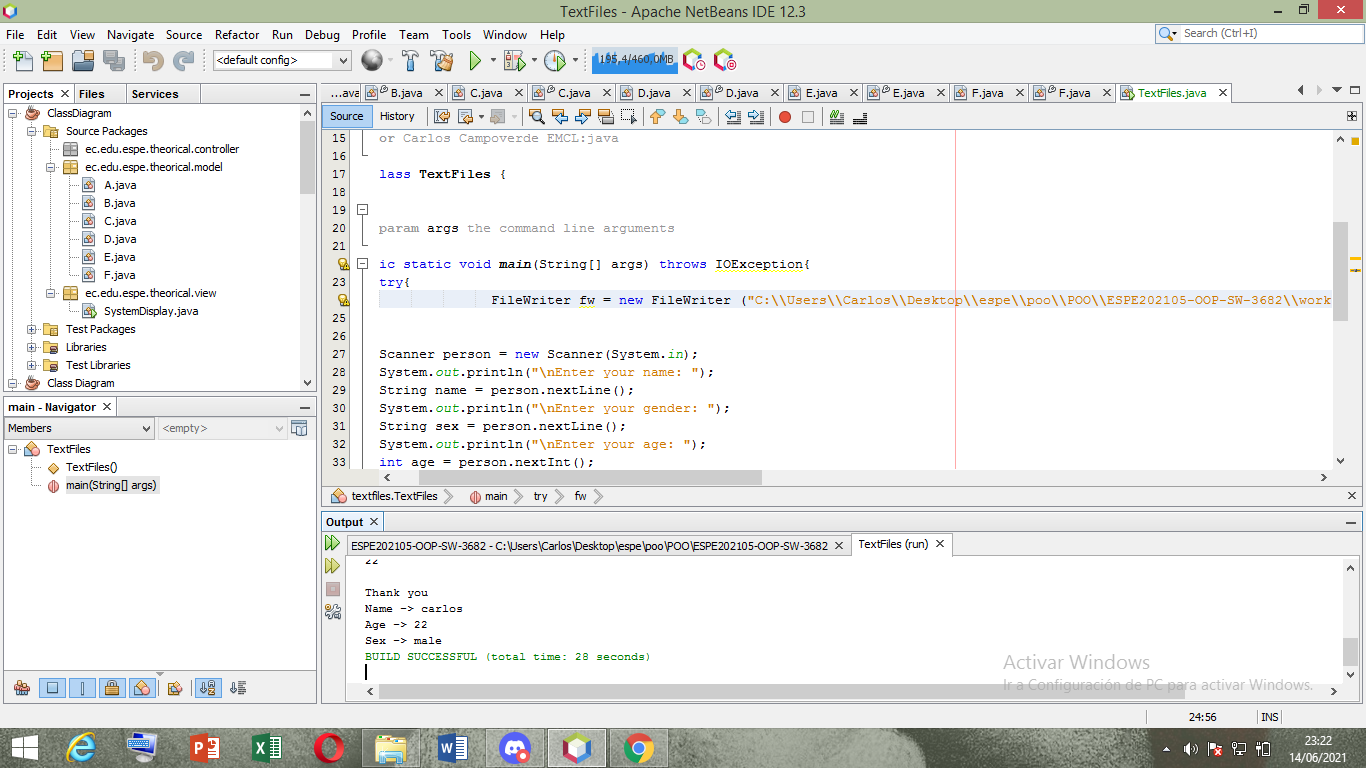 TextFiles - Apache NetBeans IDE 12.3
File Edit View Navigate Source Refactor Run Debug Profile Team Tools Window Help
Search (Ctrl+I)
<default config>
195,4/460,0MB
Projects Files Services
...ava B.java C.java C.java D.java D.java E.java E.java F.java F.java TextFiles.java
Source History
ClassDiagram
Source Packages
ec.edu.espe.theorical.controller
ec.edu.espe.theorical.model
A.java
B.java
C.java
D.java
E.java
F.java
ec.edu.espe.theorical.view
SystemDisplay.java
Test Packages
Libraries
Test Libraries
Class Diagram
main - Navigator
Members <empty>
TextFiles
TextFiles()
main(String[] args)
15 or Carlos Campoverde EMCL:java
16
17 lass TextFiles {
18
19
20 param args the command line arguments
21
ic static void main(String[] args) throws IOException{
23 try{
FileWriter fw = new FileWriter ("C:\\Users\\Carlos\\Desktop\\espe\\poo\\POO\\ESPE202105-OOP-SW-3682\\work
25
26
27 Scanner person = new Scanner(System.in);
28 System.out.println("\nEnter your name: ");
29 String name = person.nextLine();
30 System.out.println("\nEnter your gender: ");
31 String sex = person.nextLine();
32 System.out.println("\nEnter your age: ");
33 int age = person.nextInt();
textfiles.TextFiles main try fw
Output
ESPE202105-OOP-SW-3682 - C:\Users\Carlos\Desktop\espe\poo\POO\ESPE202105-OOP-SW-3682 TextFiles (run)
22
Thank you
Name -> carlos
Age -> 22
Sex -> male
BUILD SUCCESSFUL (total time: 28 seconds)
Activar Windows
Ir a Configuración de PC para activar Windows.
24:56 INS
23:22
14/06/2021